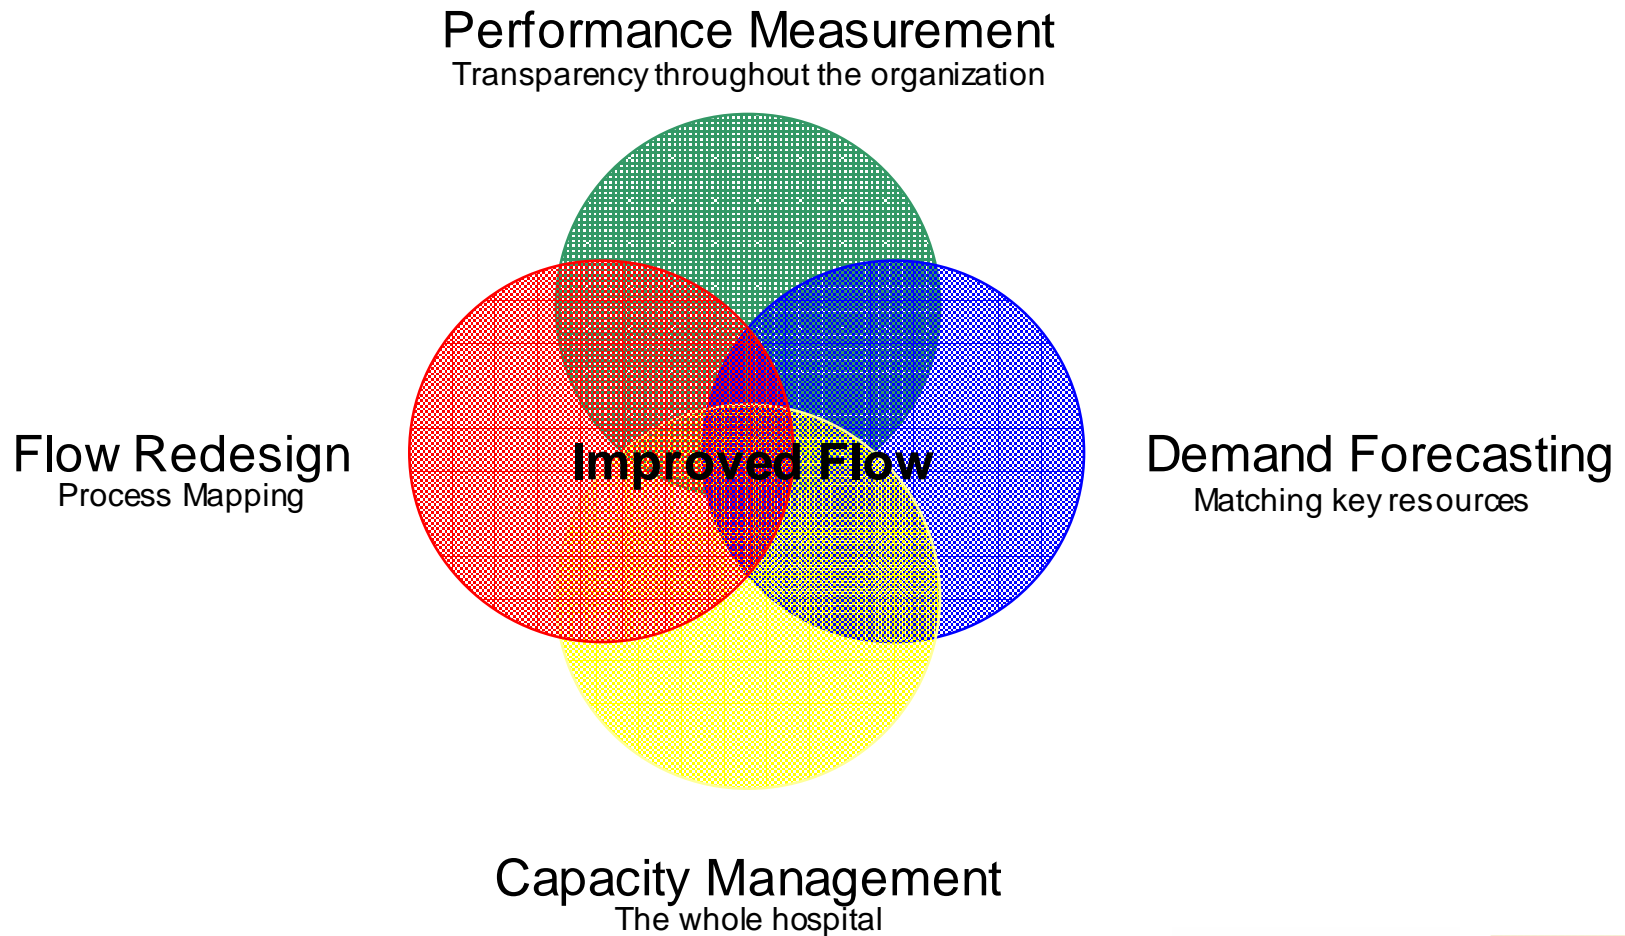 Performance Measurement
Transparency throughout the organization
Flow Redesign
Process Mapping
Improved Flow
Demand Forecasting
Matching key resources
Capacity Management
The whole hospital